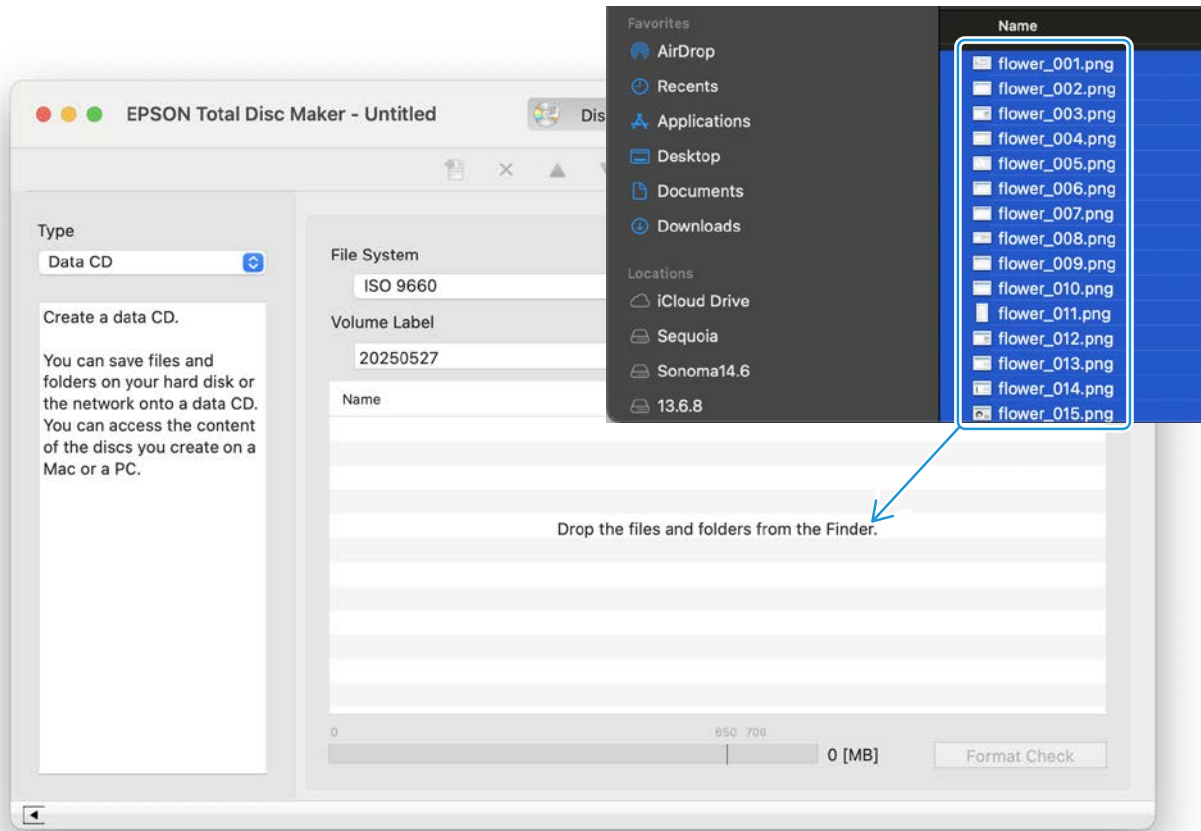 Favorites
AirDrop
Recents
Applications
Desktop
Documents
Downloads
Locations
iCloud Drive
Sequoia
Sonoma14.6
13.6.8
Name
flower_001.png
flower_002.png
flower_003.png
flower_004.png
flower_005.png
flower_006.png
flower_007.png
flower_008.png
flower_009.png
flower_010.png
flower_011.png
flower_012.png
flower_013.png
flower_014.png
flower_015.png
EPSON Total Disc Maker - Untitled
Dis
Type
Data CD
Create a data CD.
You can save files and
folders on your hard disk or
the network onto a data CD.
You can access the content
of the discs you create on a
Mac or a PC.
File System
ISO 9660
Volume Label
20250527
Name
Drop the files and folders from the Finder.
0 650 700
0 [MB]
Format Check